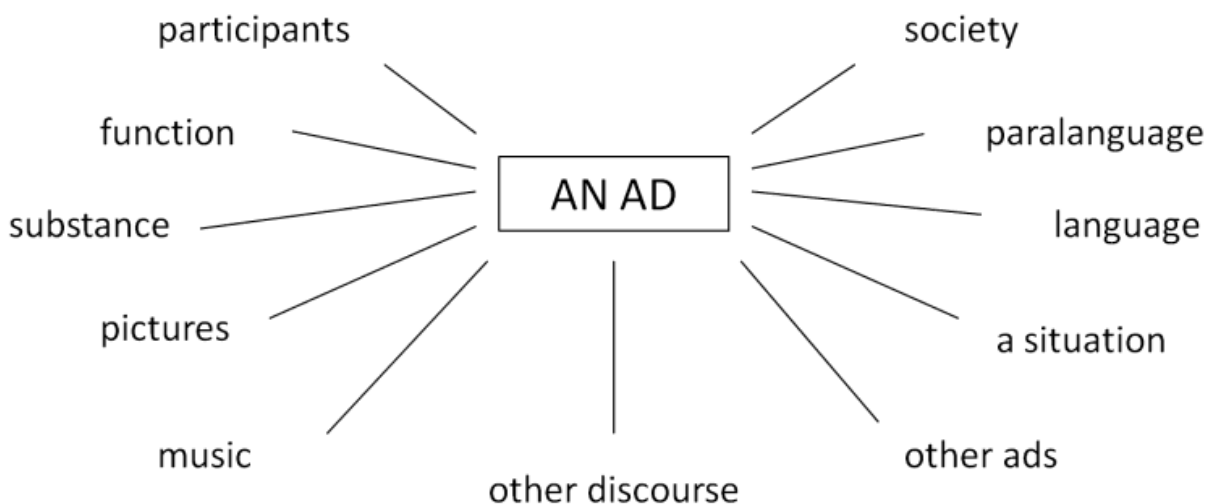 participants
society
function
paralanguage
AN AD
substance
language
pictures
a situation
music
other ads
other discourse